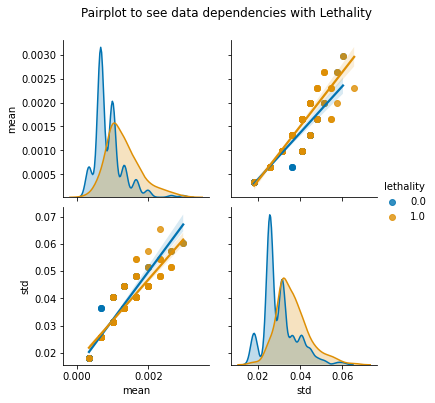 Pairplot to see data dependencies with Lethality
0.0030
0.0025
0.0020
0.0015
0.0010
0.0005
mean
lethality
0.0
1.0
0.07
0.06
0.05
0.04
0.03
0.02
std
0.000 0.002
0.02 0.04 0.06
mean std